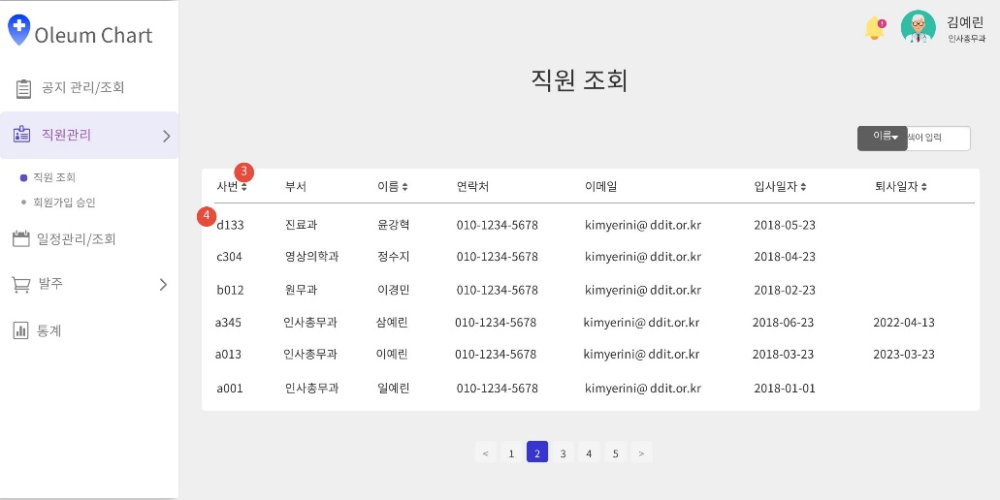 Oleum Chart
!
김예린
인사총무과
공지 관리/조회
직원관리
직원 조회
회원가입 승인
일정관리/조회
발주
통계
직원 조회
이름
색어 입력
3
사번 부서 이름 연락처 이메일 입사일자 퇴사일자
4
d133 진료과 윤강혁 010-1234-5678 kimyerini@ddit.or.kr 2018-05-23
c304 영상의학과 정수지 010-1234-5678 kimyerini@ddit.or.kr 2018-04-23
b012 원무과 이경민 010-1234-5678 kimyerini@ddit.or.kr 2018-02-23
a345 인사총무과 삼예린 010-1234-5678 kimyerini@ddit.or.kr 2018-06-23 2022-04-13
a013 인사총무과 이예린 010-1234-5678 kimyerini@ddit.or.kr 2018-03-23 2023-03-23
a001 인사총무과 일예린 010-1234-5678 kimyerini@ddit.or.kr 2018-01-01
< 1 2 3 4 5 >